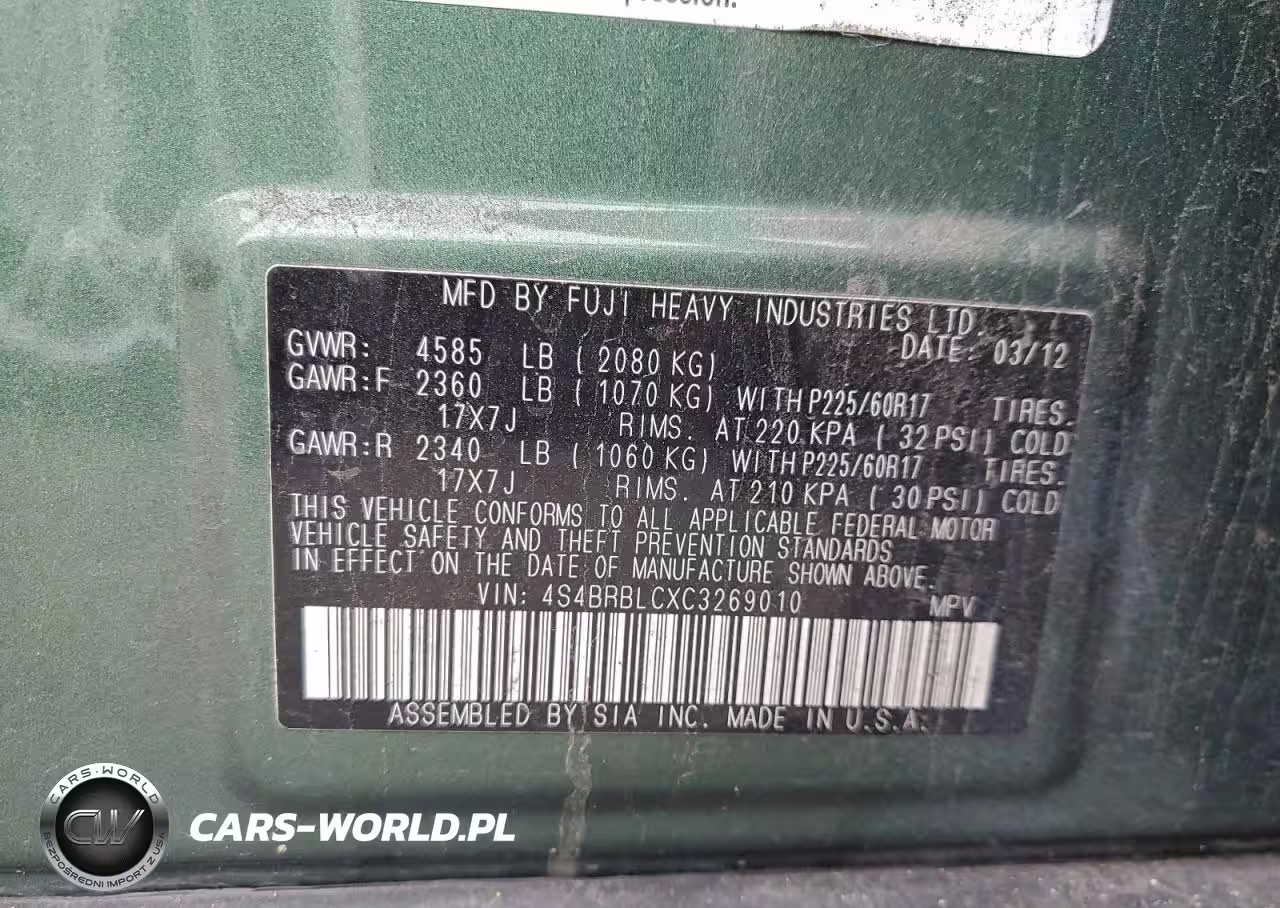 MFD BY FUJI HEAVY INDUSTRIES LTD.
DATE: 03/12
GVWR: 4585 LB ( 2080 KG)
GAWR:F 2360 LB ( 1070 KG) WITH P225/60R17 TIRES.
17X7J RIMS. AT 220 KPA ( 32 PSI) COLD
GAWR:R 2340 LB ( 1060 KG) WITH P225/60R17 TIRES.
17X7J RIMS. AT 210 KPA ( 30 PSI) COLD
THIS VEHICLE CONFORMS TO ALL APPLICABLE FEDERAL MOTOR
VEHICLE SAFETY AND THEFT PREVENTION STANDARDS
IN EFFECT ON THE DATE OF MANUFACTURE SHOWN ABOVE.
VIN: 4S4BRBLCXC3269010 MPV
ASSEMBLED BY SIA INC. MADE IN U.S.A.
CARS-WORLD
CW
BEZPOŚREDNI IMPORT Z USA
CARS-WORLD.PL